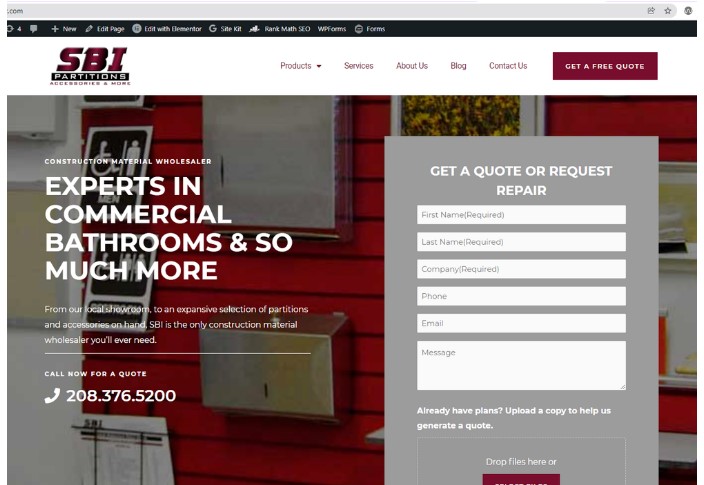 .com
4
New
Edit Page
Edit with Elementor
Site Kit
Rank Math SEO
WPForms
Forms
SBI
PARTITIONS
ACCESSORIES & MORE
Products
Services
About Us
Blog
Contact Us
GET A FREE QUOTE
CONSTRUCTION MATERIAL WHOLESALER
EXPERTS IN
COMMERCIAL
BATHROOMS & SO
MUCH MORE
From our local showroom, to an expansive selection of partitions
and accessories on hand, SBI is the only construction material
wholesaler you'll ever need.
CALL NOW FOR A QUOTE
208.376.5200
MEN
SBI
GET A QUOTE OR REQUEST
REPAIR
First Name(Required)
Last Name(Required)
Company(Required)
Phone
Email
Message
Already have plans? Upload a copy to help us
generate a quote.
Drop files here or
SELECT FILES